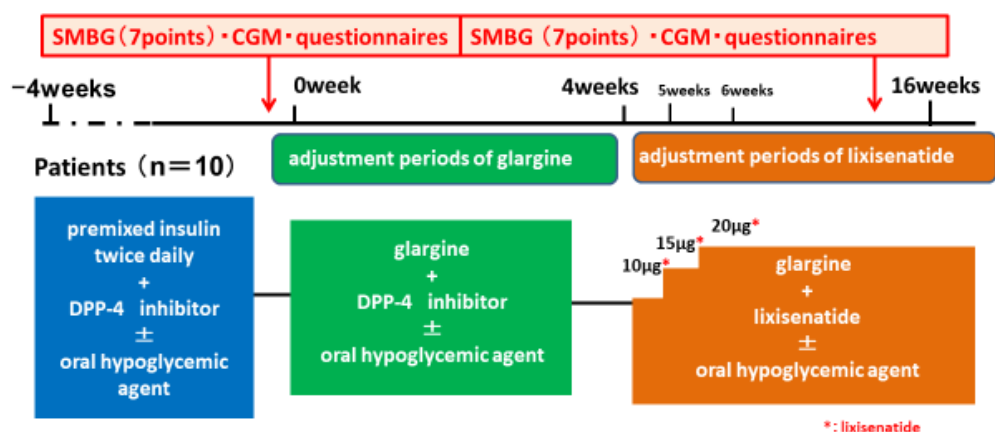 SMBG（7points）・CGM・questionnaires
SMBG（7points）・CGM・questionnaires
−4weeks
0week
4weeks
5weeks
6weeks
16weeks
Patients（n＝10）
adjustment periods of glargine
adjustment periods of lixisenatide
premixed insulin
twice daily
+
DPP-4 inhibitor
±
oral hypoglycemic
agent
glargine
+
DPP-4 inhibitor
±
oral hypoglycemic agent
10μg*
15μg*
20μg*
glargine
+
lixisenatide
±
oral hypoglycemic agent
*: lixisenatide